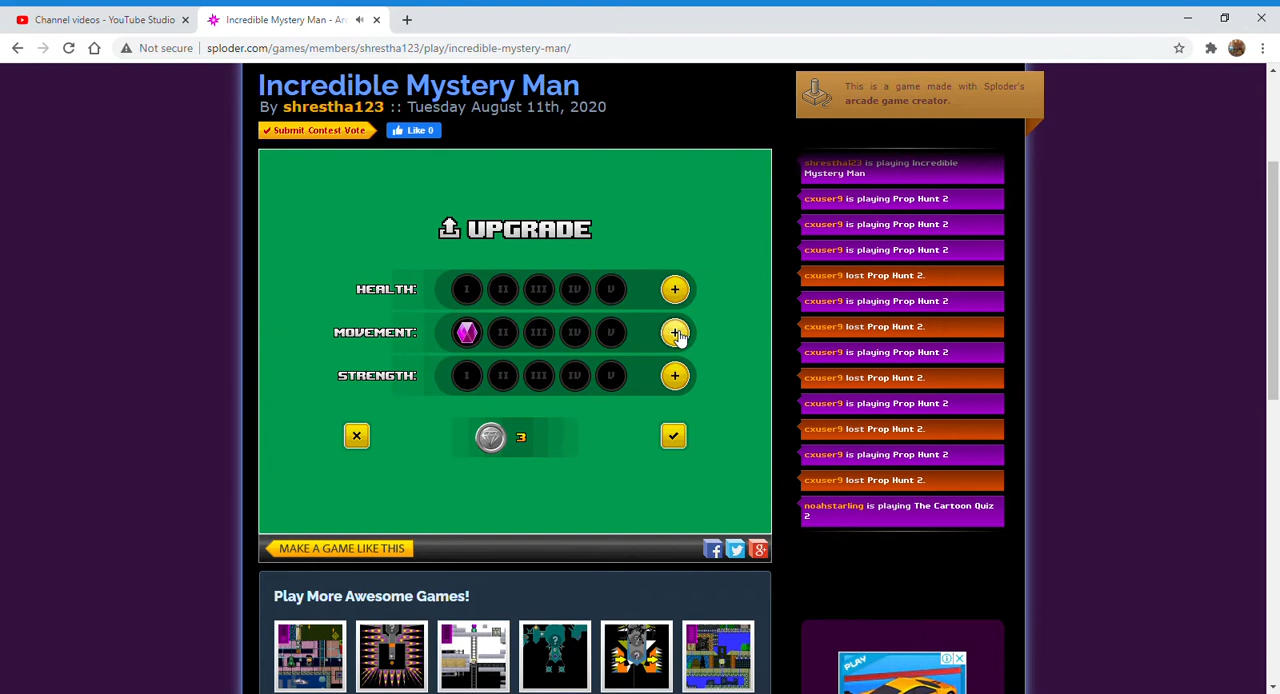 Channel videos - YouTube Studio
Incredible Mystery Man - Arc
Not secure
sploder.com/games/members/shrestha123/play/incredible-mystery-man/
Incredible Mystery Man
By shrestha123 :: Tuesday August 11th, 2020
Submit Contest Vote
Like 0
This is a game made with Sploder's
arcade game creator.
UPGRADE
HEALTH:
I II III IV V
+
MOVEMENT:
II III IV V
+
STRENGTH:
I II III IV V
+
3
MAKE A GAME LIKE THIS
Play More Awesome Games!
shrestha123 is playing Incredible
Mystery Man
cxuser9 is playing Prop Hunt 2
cxuser9 is playing Prop Hunt 2
cxuser9 is playing Prop Hunt 2
cxuser9 lost Prop Hunt 2.
cxuser9 is playing Prop Hunt 2
cxuser9 lost Prop Hunt 2.
cxuser9 is playing Prop Hunt 2
cxuser9 lost Prop Hunt 2.
cxuser9 is playing Prop Hunt 2
cxuser9 lost Prop Hunt 2.
cxuser9 is playing Prop Hunt 2
cxuser9 lost Prop Hunt 2.
noahstarling is playing The Cartoon Quiz
2
PLAY